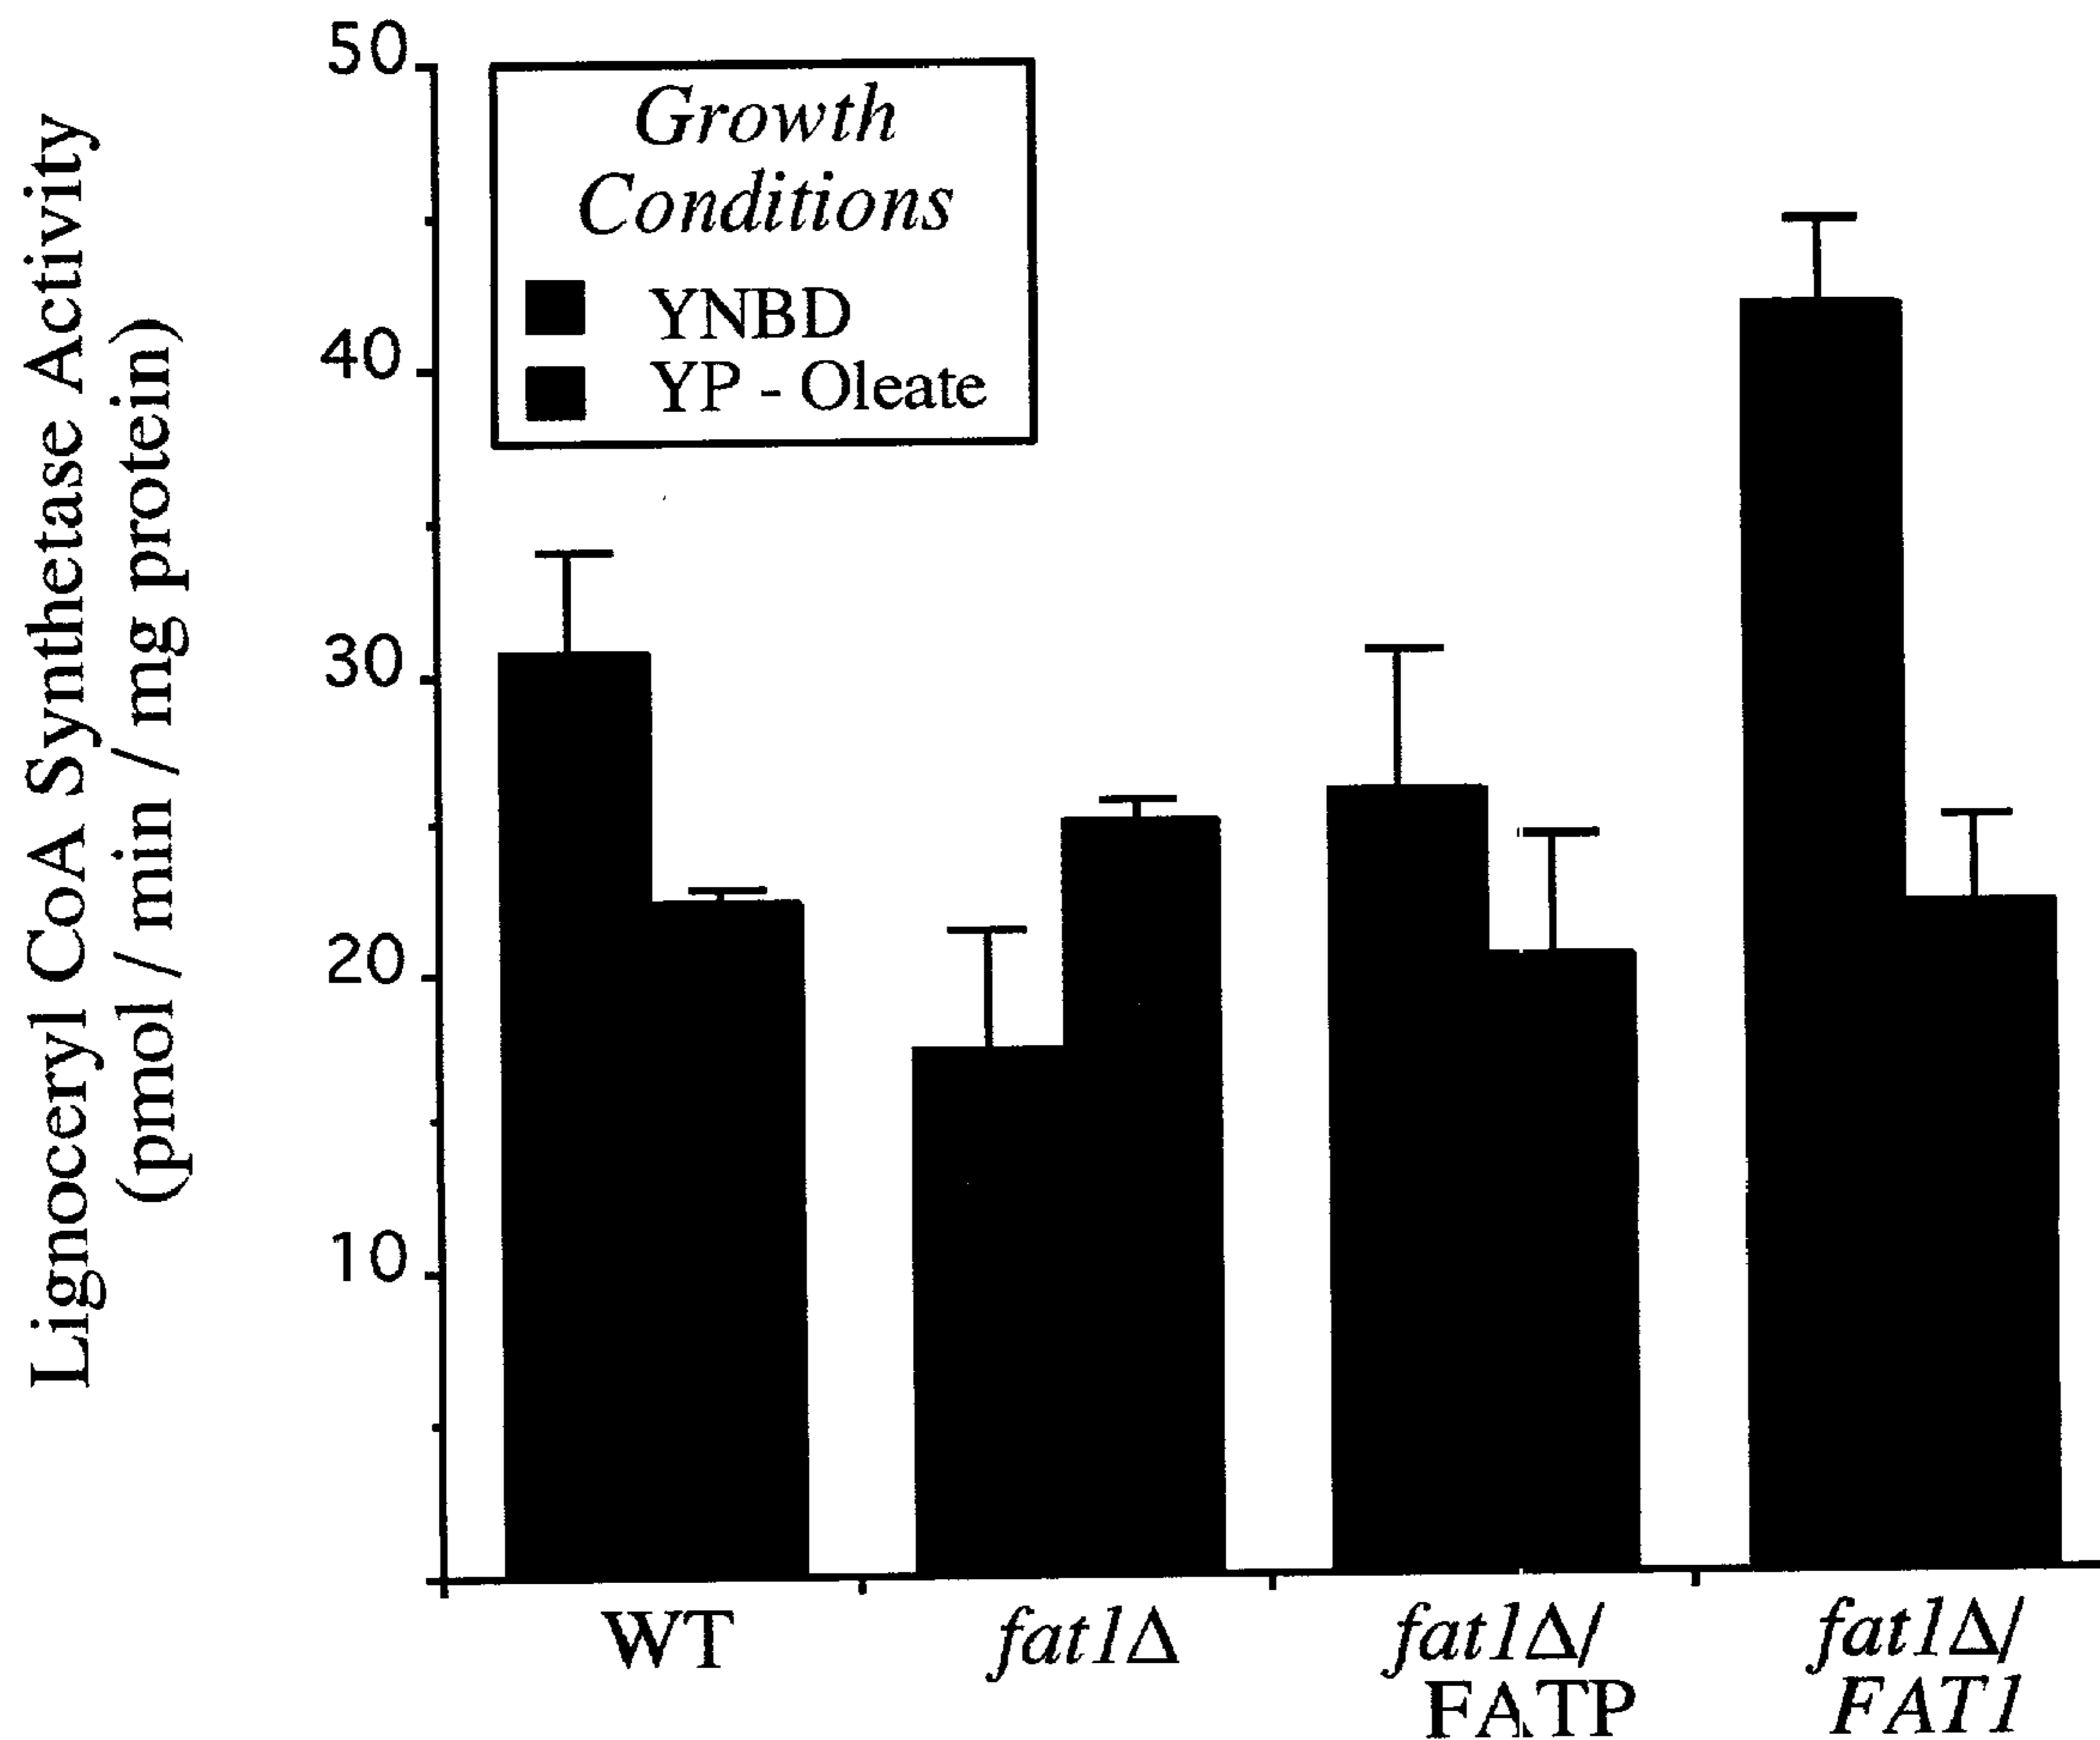 Lignoceryl CoA Synthetase Activity
(pmol / min / mg protein)
50
40
30
20
10
Growth
Conditions
YNBD
YP - Oleate
WT
fat1Δ
fat1Δ/
FATP
fat1Δ/
FAT1